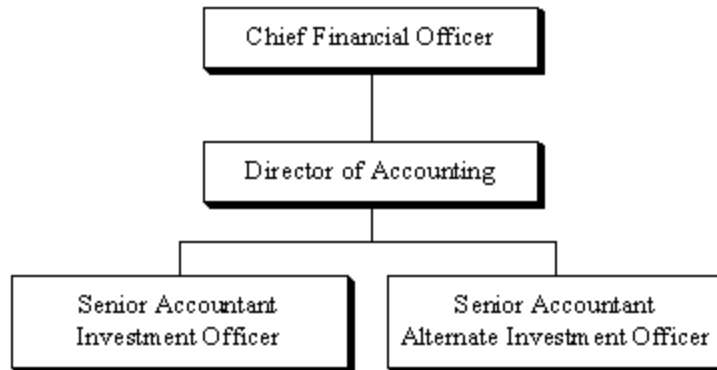 Chief Financial Officer
Director of Accounting
Senior Accountant
Investment Officer
Senior Accountant
Alternate Investment Officer